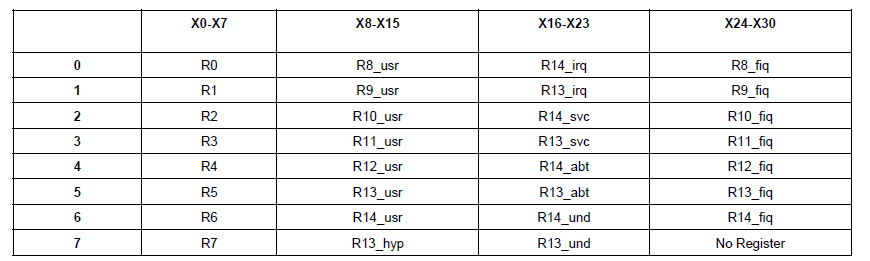 X0-X7 X8-X15 X16-X23 X24-X30
0 R0 R8_usr R14_irq R8_fiq
1 R1 R9_usr R13_irq R9_fiq
2 R2 R10_usr R14_svc R10_fiq
3 R3 R11_usr R13_svc R11_fiq
4 R4 R12_usr R14_abt R12_fiq
5 R5 R13_usr R13_abt R13_fiq
6 R6 R14_usr R14_und R14_fiq
7 R7 R13_hyp R13_und No Register